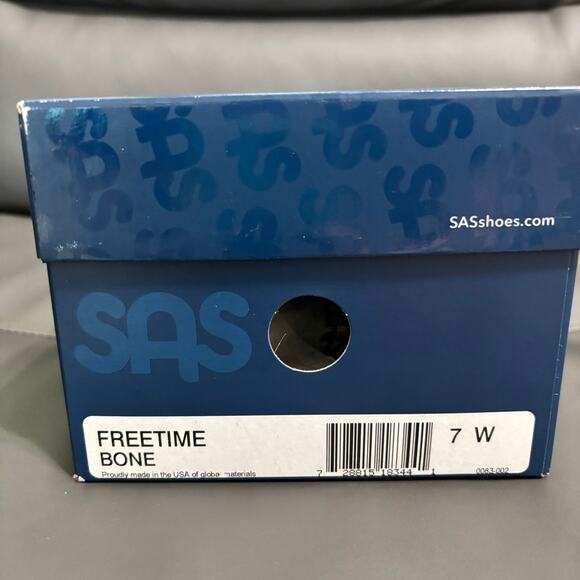 SASshoes.com
SAS
FREETIME
BONE
Proudly made in the USA of global materials
7 28815 18344 1
7 W
0083-002